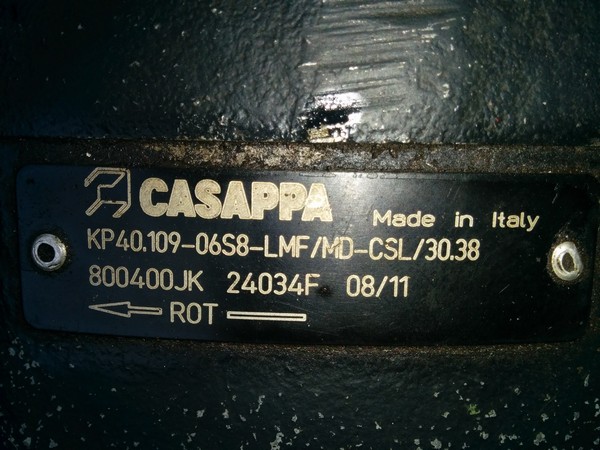 CASAPPA Made in Italy
KP40.109-06S8-LMF/MD-CSL/30.38
800400JK 24034F 08/11
ROT